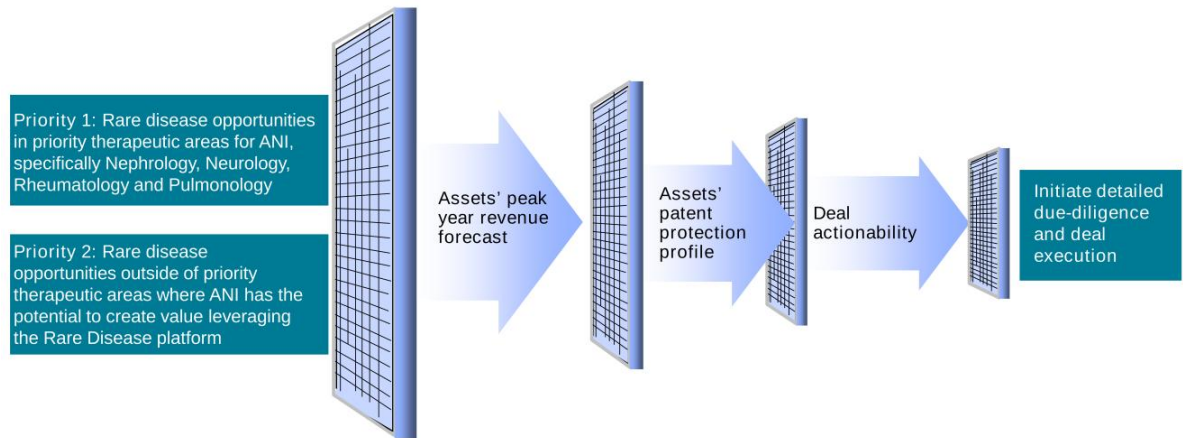 Priority 1: Rare disease opportunities
in priority therapeutic areas for ANI,
specifically Nephrology, Neurology,
Rheumatology and Pulmonology
Priority 2: Rare disease
opportunities outside of priority
therapeutic areas where ANI has the
potential to create value leveraging
the Rare Disease platform
Assets’ peak
year revenue
forecast
Assets’
patent
protection
profile
Deal
actionability
Initiate detailed
due-diligence
and deal
execution